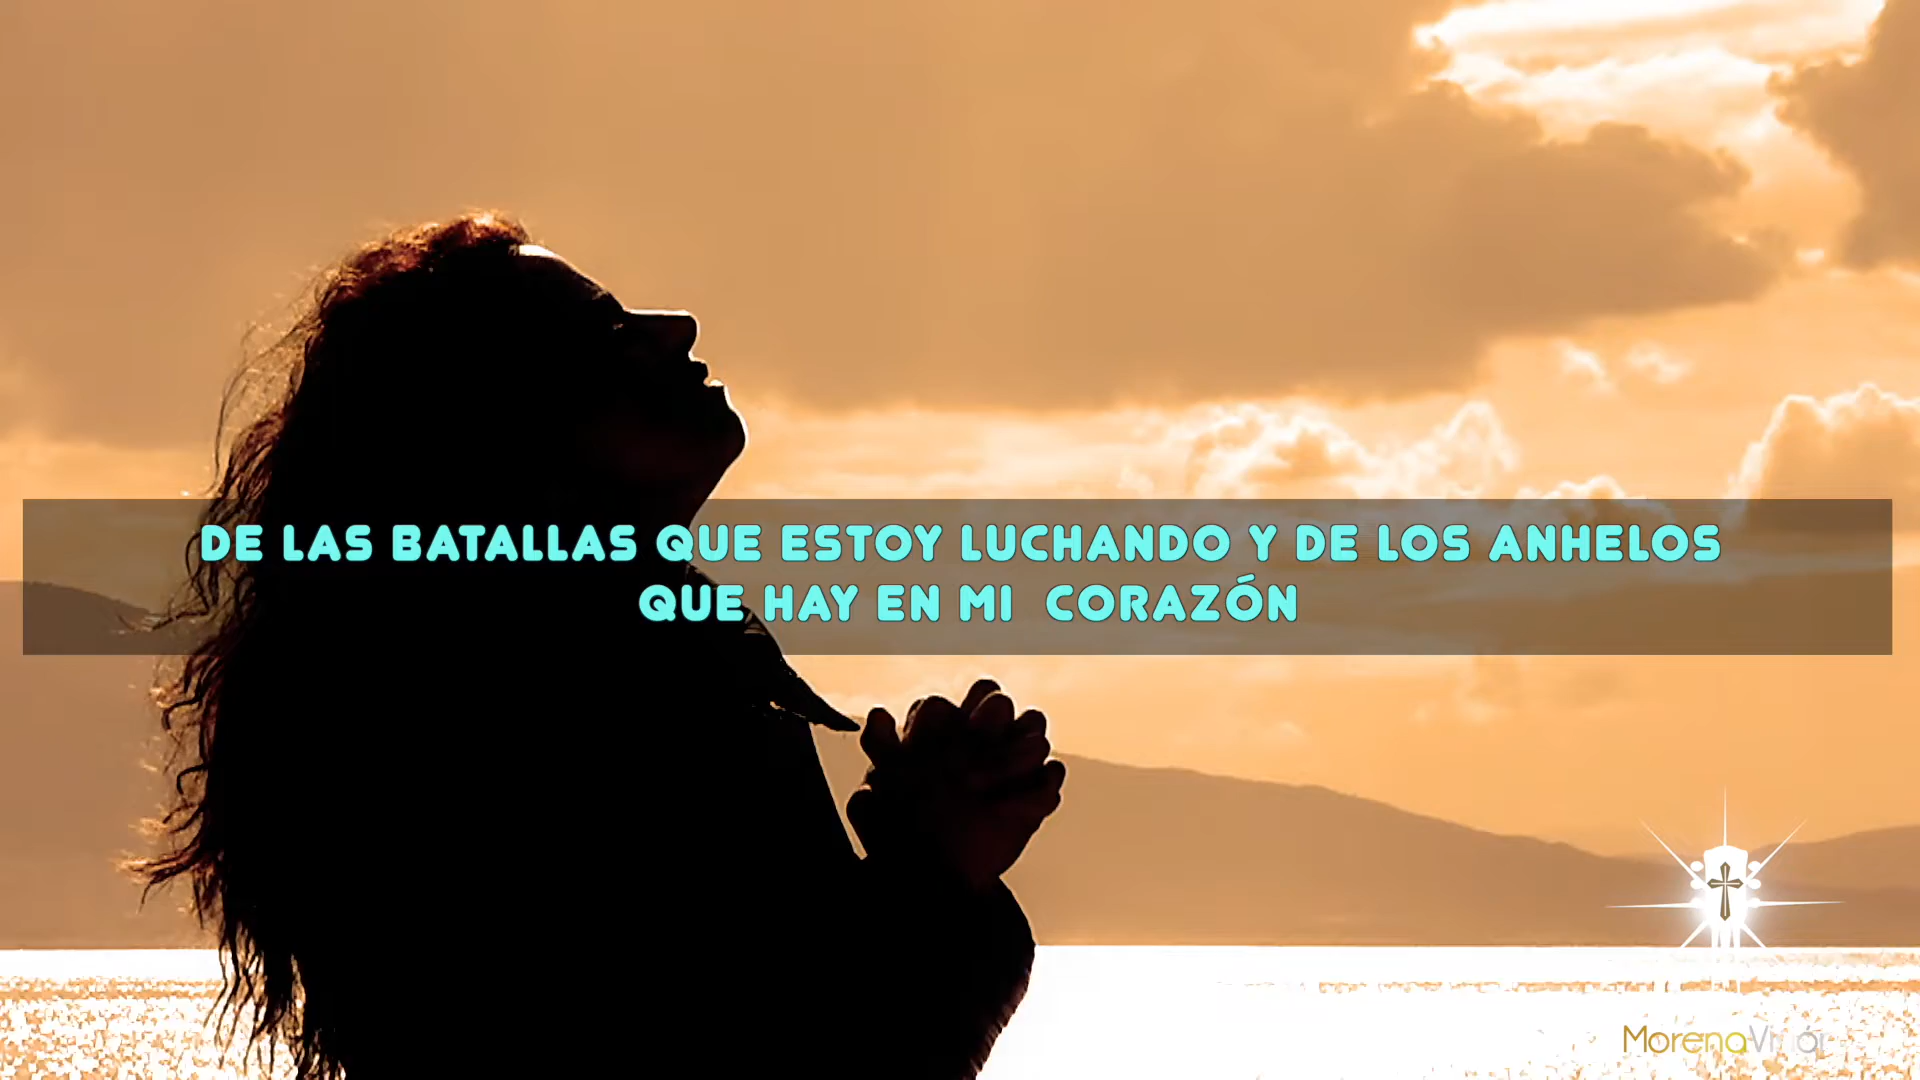 DE LAS BATALLAS QUE ESTOY LUCHANDO Y DE LOS ANHELOS
QUE HAY EN MI CORAZÓN